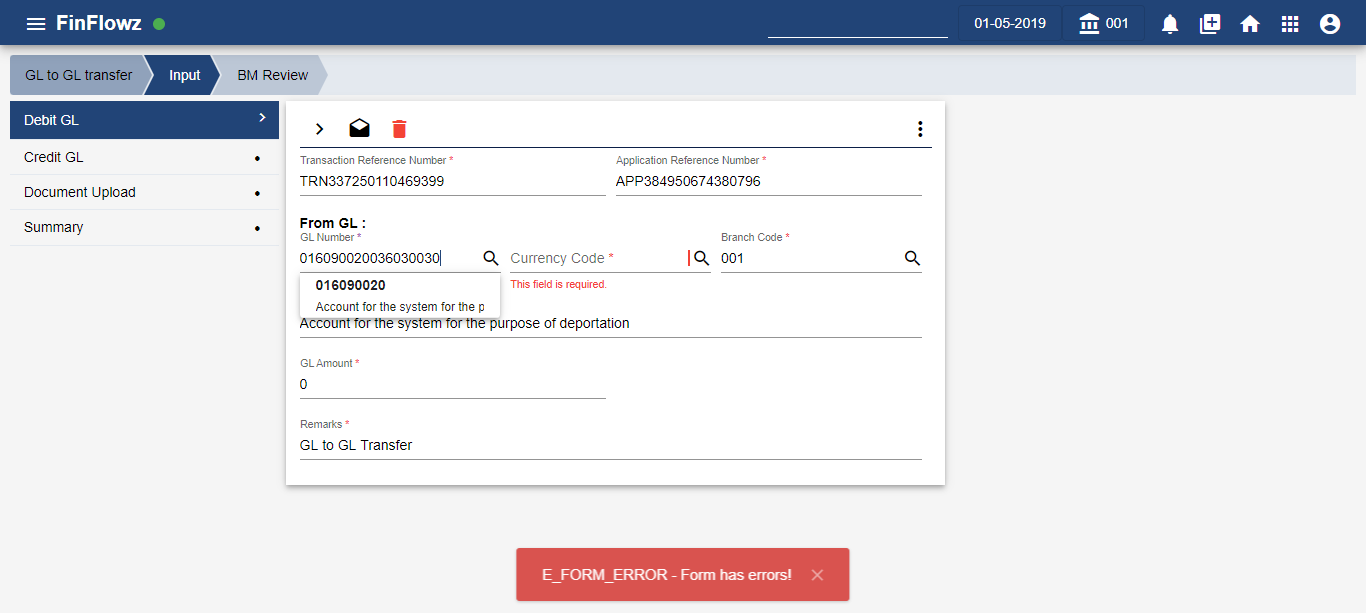 FinFlowz
01-05-2019
001
GL to GL transfer
Input
BM Review
Debit GL
Credit GL
Document Upload
Summary
Transaction Reference Number *
Application Reference Number *
TRN337250110469399
APP384950674380796
From GL :
GL Number *
Branch Code *
016090020036030030
Currency Code *
001
This field is required.
016090020
Account for the system for the p
Account for the system for the purpose of deportation
GL Amount *
0
Remarks *
GL to GL Transfer
E_FORM_ERROR - Form has errors!